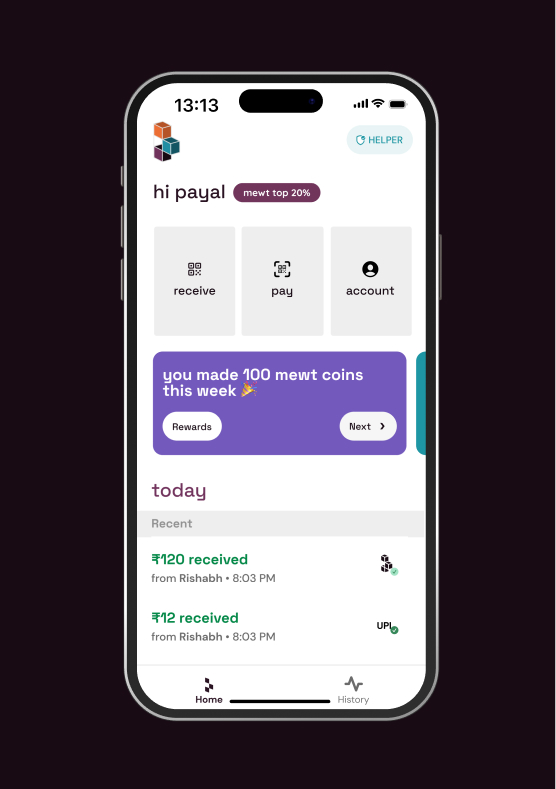 13:13
HELPER
hi payal
mewt top 20%
receive
pay
account
you made 100 mewt coins
this week 🎉
Rewards
Next
today
Recent
₹120 received
from Rishabh • 8:03 PM
₹12 received
from Rishabh • 8:03 PM
UPI
Home
History